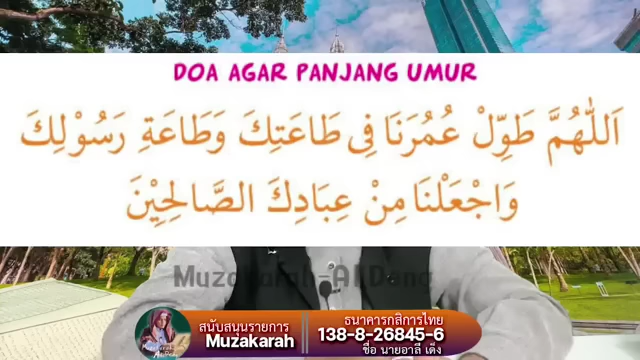 DOA AGAR PANJANG UMUR
اَللّٰهُمَّ طَوِّلْ عُمُرَنَا فِى طَاعَتِكَ وَطَاعَةِ رَسُوْلِكَ
وَاجْعَلْنَا مِنْ عِبَادِكَ الصَّالِحِيْنَ
Muzakarah-AlDeng
สนับสนุนรายการ
Muzakarah
ธนาคารกสิการไทย
138-8-26845-6
ชื่อ นายอาลี เด็ง